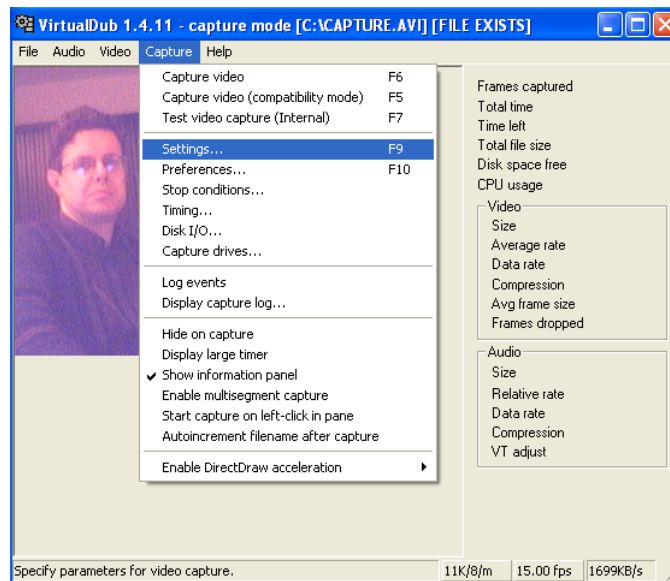 VirtualDub 1.4.11 - capture mode [C:\CAPTURE.AVI] [FILE EXISTS]
File Audio Video Capture Help
Capture video F6
Capture video (compatibility mode) F5
Test video capture (Internal) F7
Settings... F9
Preferences... F10
Stop conditions...
Timing...
Disk I/O...
Capture drives...
Log events
Display capture log...
Hide on capture
Display large timer
Show information panel
Enable multisegment capture
Start capture on left-click in pane
Autoincrement filename after capture
Enable DirectDraw acceleration
Frames captured
Total time
Time left
Total file size
Disk space free
CPU usage
Video
Size
Average rate
Data rate
Compression
Avg frame size
Frames dropped
Audio
Size
Relative rate
Data rate
Compression
VT adjust
Specify parameters for video capture. 11K/8/m 15.00 fps 1699KB/s